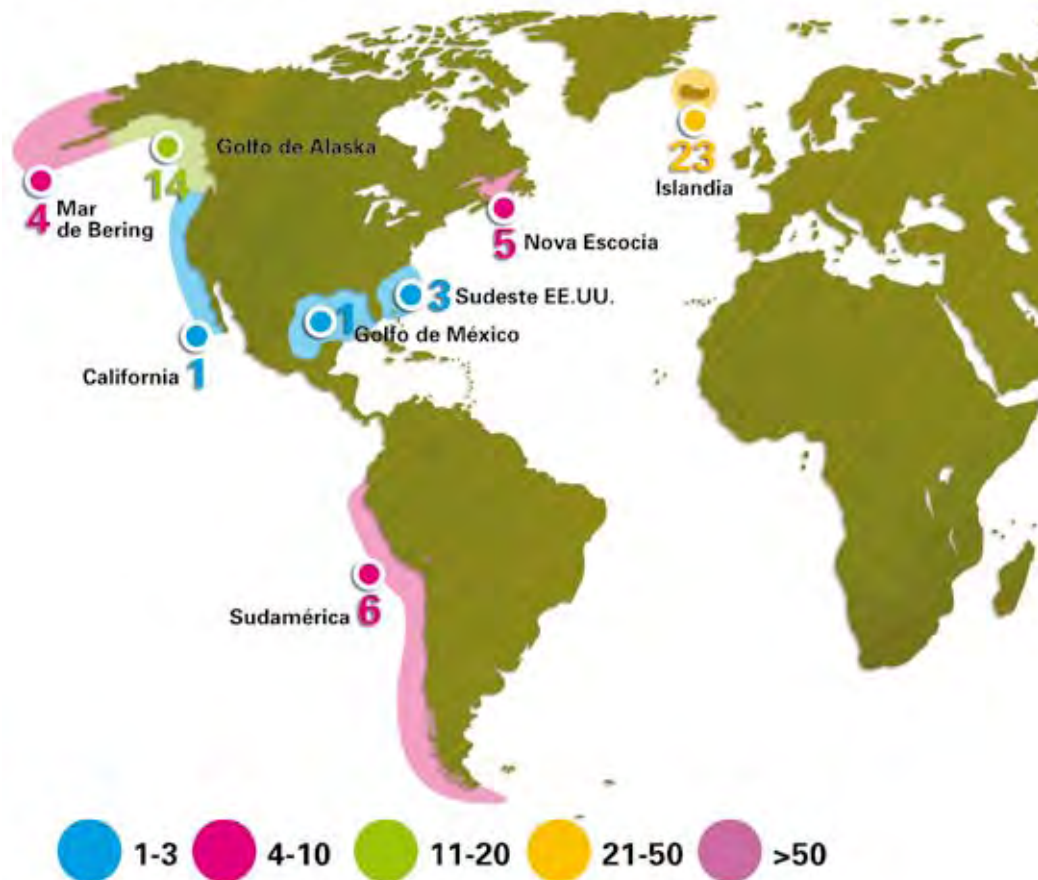 Golfo de Alaska
14
4 Mar
de Bering
23
Islandia
5 Nova Escocia
3 Sudeste EE.UU.
1 Golfo de México
California 1
Sudamérica 6
1-3
4-10
11-20
21-50
>50